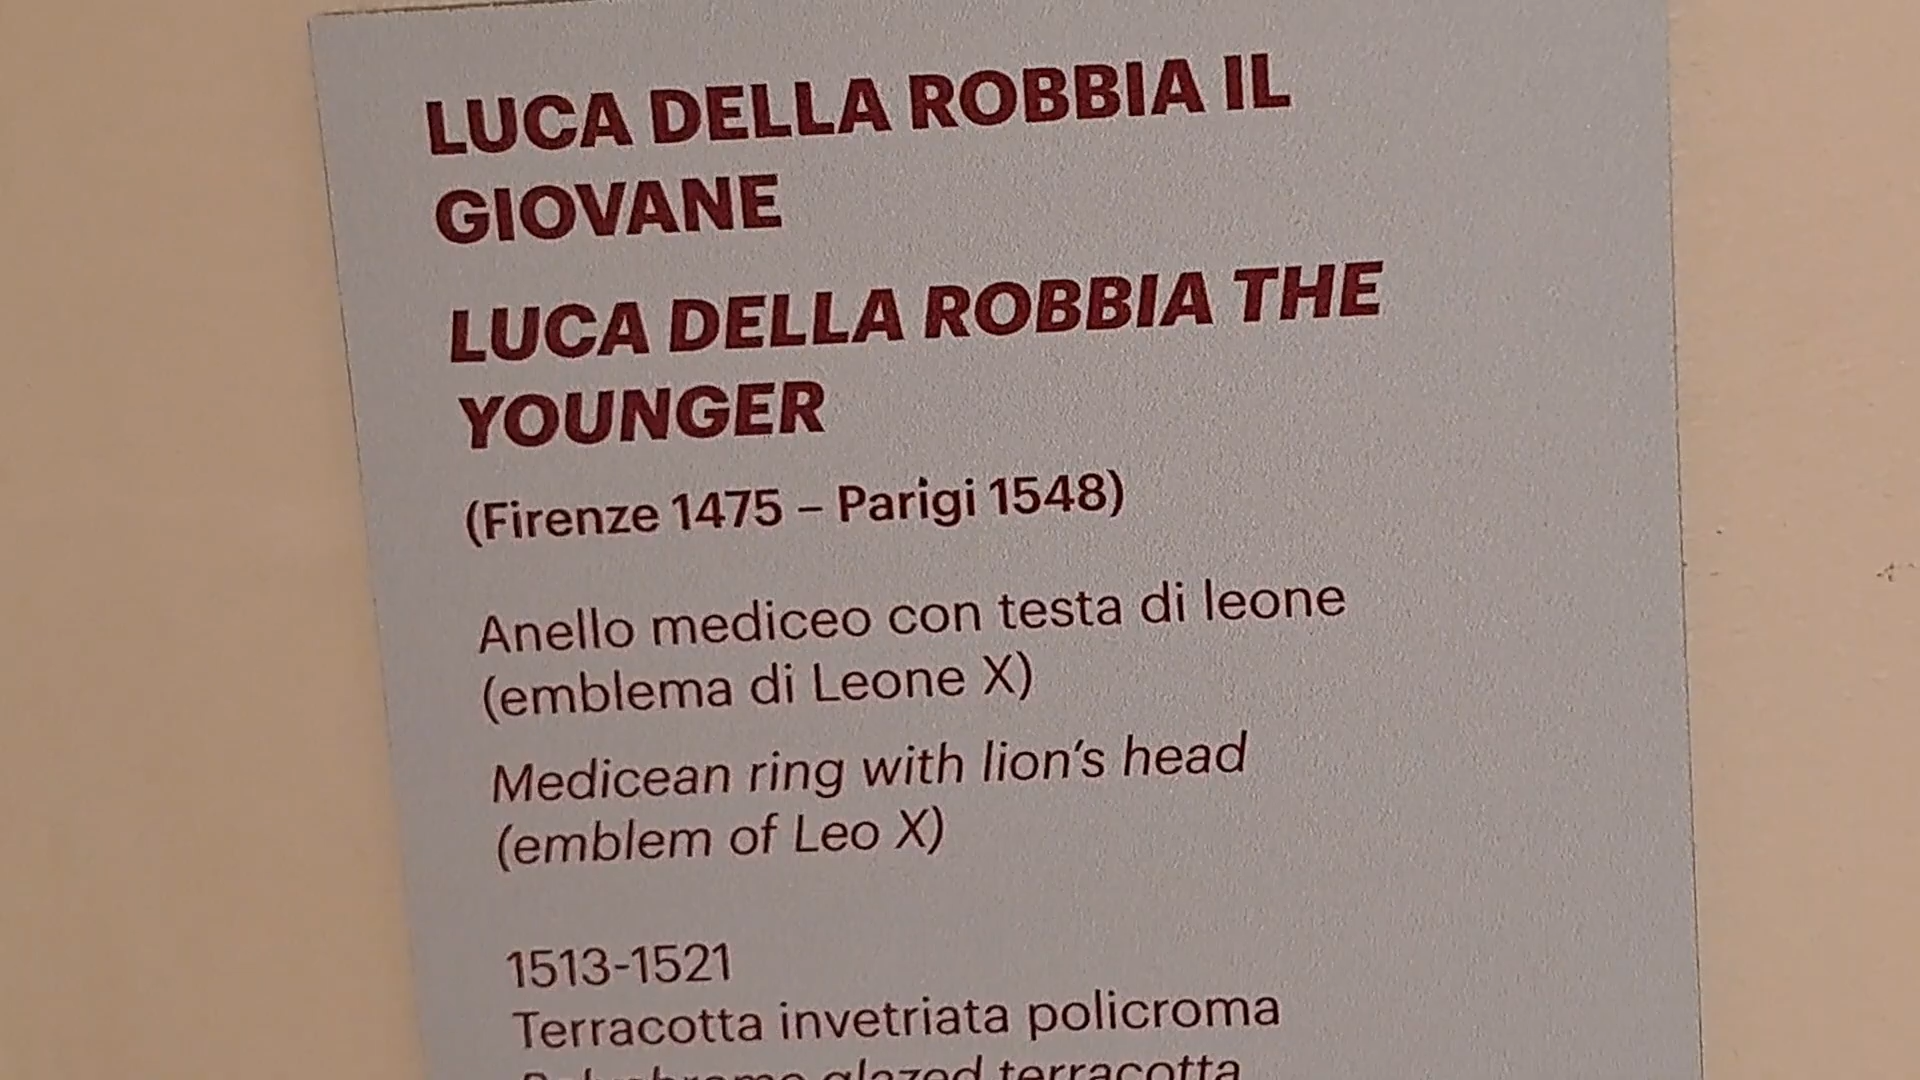 LUCA DELLA ROBBIA IL
GIOVANE
LUCA DELLA ROBBIA THE
YOUNGER
(Firenze 1475 – Parigi 1548)
Anello mediceo con testa di leone
(emblema di Leone X)
Medicean ring with lion's head
(emblem of Leo X)
1513-1521
Terracotta invetriata policroma
Polychrome glazed terracotta